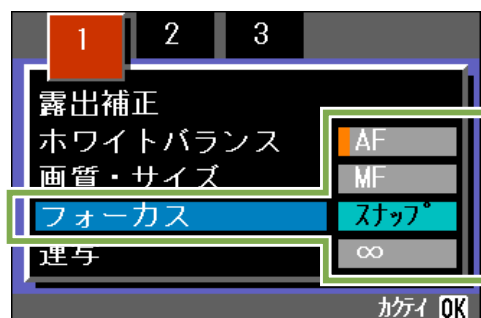 1 2 3
露出補正
ホワイトバランス AF
画質・サイズ MF
フォーカス スナップ
連写 ∞
カクテイ OK